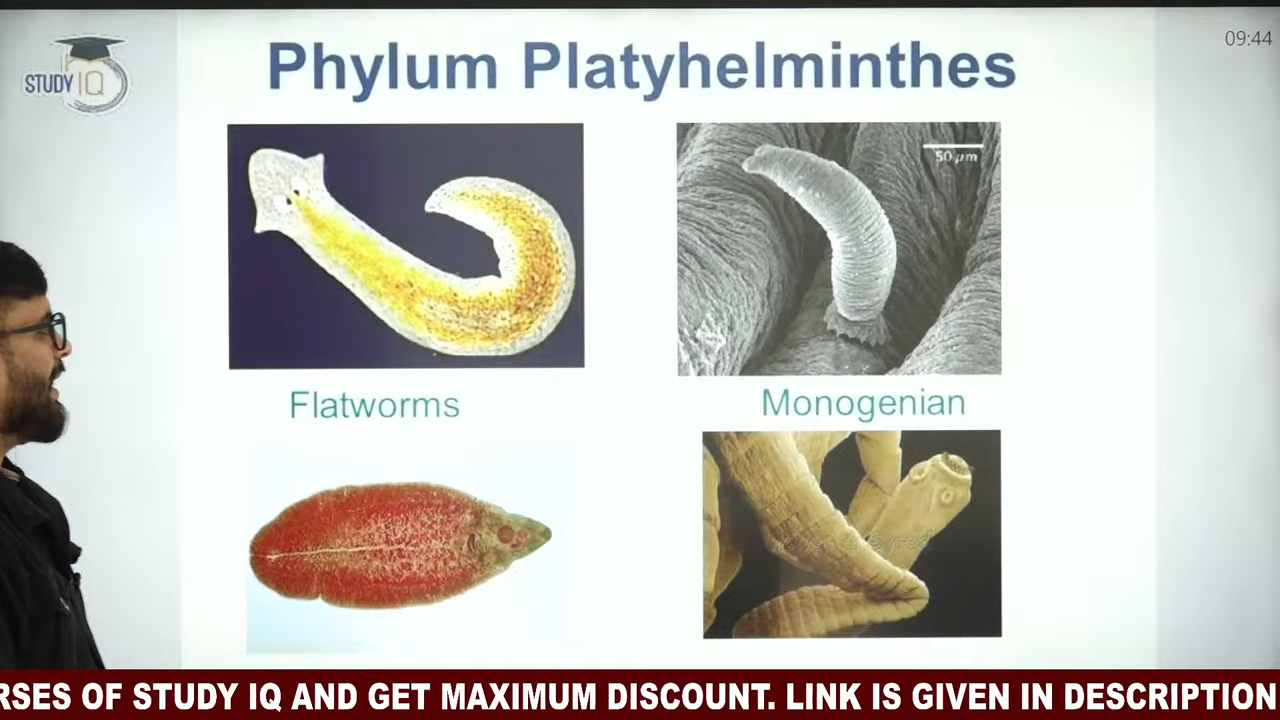 Phylum Platyhelminthes
09:44
STUDY IQ
50 µm
Flatworms
Monogenian
RSES OF STUDY IQ AND GET MAXIMUM DISCOUNT. LINK IS GIVEN IN DESCRIPTION